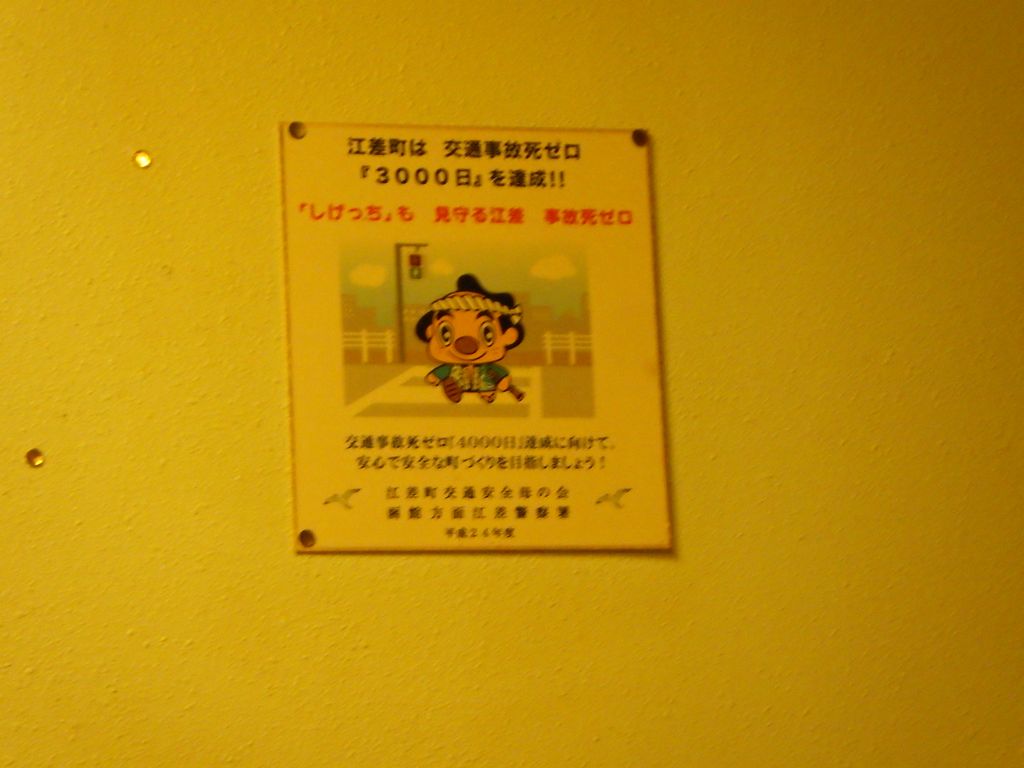 江差町は 交通事故死ゼロ
『3000日』を達成!!
「しげっち」も 見守る江差 事故死ゼロ
交通事故死ゼロ「4000日」達成に向けて、
安心で安全な町づくりを目指しましょう!
江差町交通安全母の会
函館方面江差警察署
平成24年度